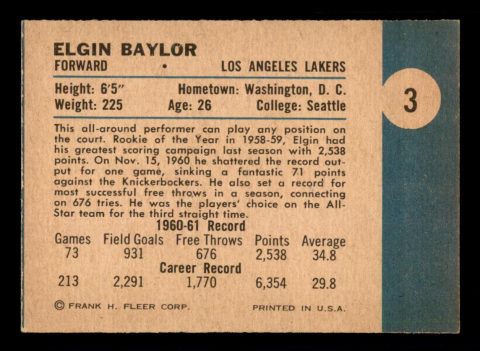 ELGIN BAYLOR
FORWARD • LOS ANGELES LAKERS
3
Height: 6'5" Hometown: Washington, D. C.
Weight: 225 Age: 26 College: Seattle
This all-around performer can play any position on
the court. Rookie of the Year in 1958-59, Elgin had
his greatest scoring campaign last season with 2,538
points. On Nov. 15, 1960 he shattered the record out-
put for one game, sinking a fantastic 71 points
against the Knickerbockers. He also set a record for
most successful free throws in a season, connecting
on 676 tries. He was the players' choice on the All-
Star team for the third straight time.
1960-61 Record
Games Field Goals Free Throws Points Average
73 931 676 2,538 34.8
Career Record
213 2,291 1,770 6,354 29.8
© FRANK H. FLEER CORP. PRINTED IN U.S.A.